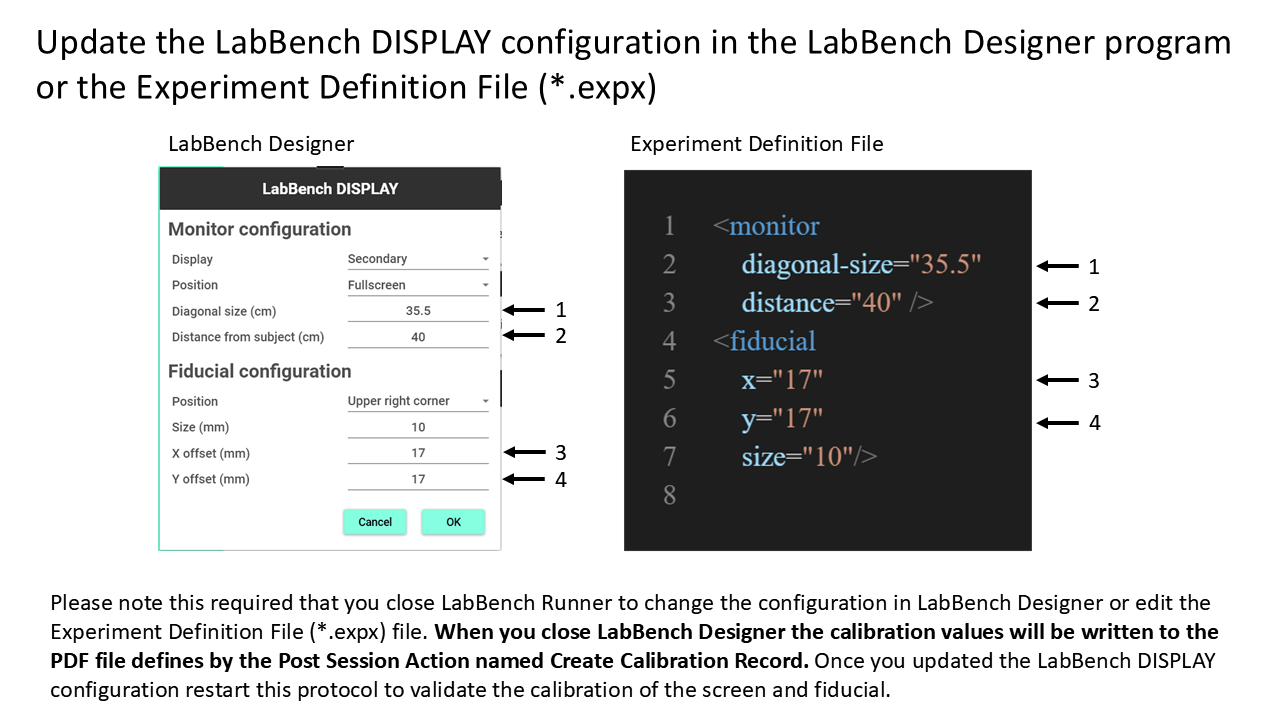 Update the LabBench DISPLAY configuration in the LabBench Designer program
or the Experiment Definition File (*.expx)
LabBench Designer
LabBench DISPLAY
Monitor configuration
Display Secondary
Position Fullscreen
Diagonal size (cm) 35.5 1
Distance from subject (cm) 40 2
Fiducial configuration
Position Upper right corner
Size (mm) 10
X offset (mm) 17 3
Y offset (mm) 17 4
Cancel OK
Experiment Definition File
1 <monitor
2 diagonal-size="35.5" 1
3 distance="40" /> 2
4 <fiducial
5 x="17" 3
6 y="17" 4
7 size="10"/>
8
Please note this required that you close LabBench Runner to change the configuration in LabBench Designer or edit the
Experiment Definition File (*.expx) file. When you close LabBench Designer the calibration values will be written to the
PDF file defines by the Post Session Action named Create Calibration Record. Once you updated the LabBench DISPLAY
configuration restart this protocol to validate the calibration of the screen and fiducial.